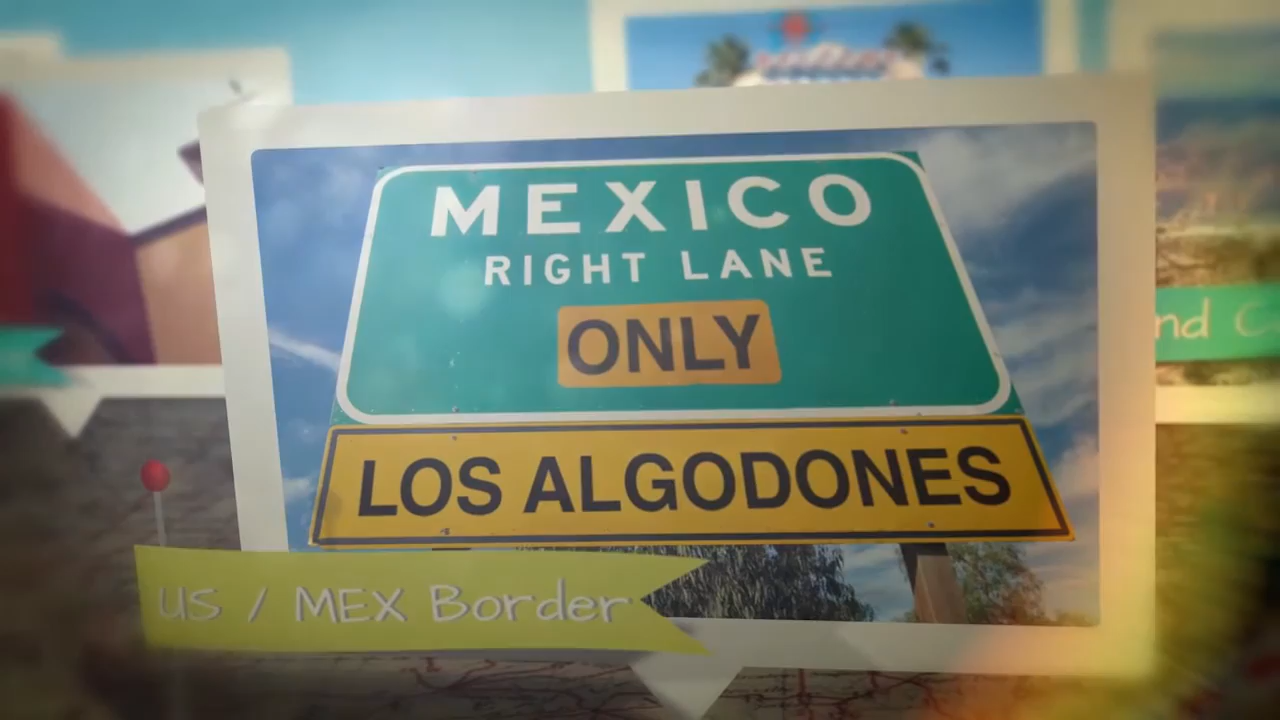 MEXICO
RIGHT LANE
ONLY
LOS ALGODONES
US / MEX Border